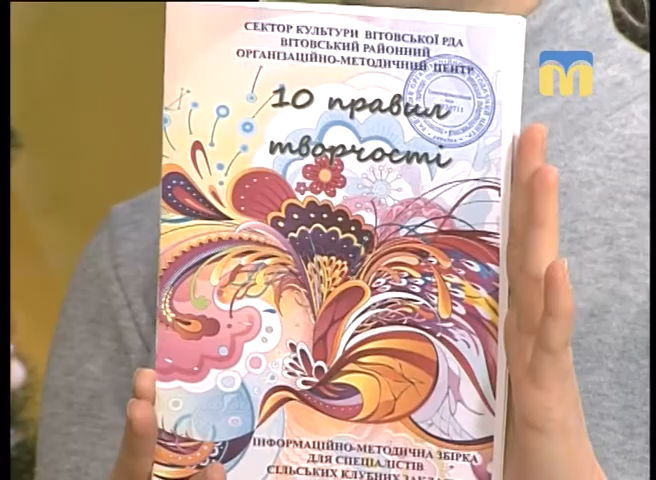 СЕКТОР КУЛЬТУРИ ВІТОВСЬКОЇ РДА
ВІТОВСЬКИЙ РАЙОННИЙ
ОРГАНІЗАЦІЙНО-МЕТОДИЧНИЙ ЦЕНТР
10 правил
творчості
ІНФОРМАЦІЙНО-МЕТОДИЧНА ЗБІРКА
ДЛЯ СПЕЦІАЛІСТІВ
СІЛЬСЬКИХ КЛУБНИХ